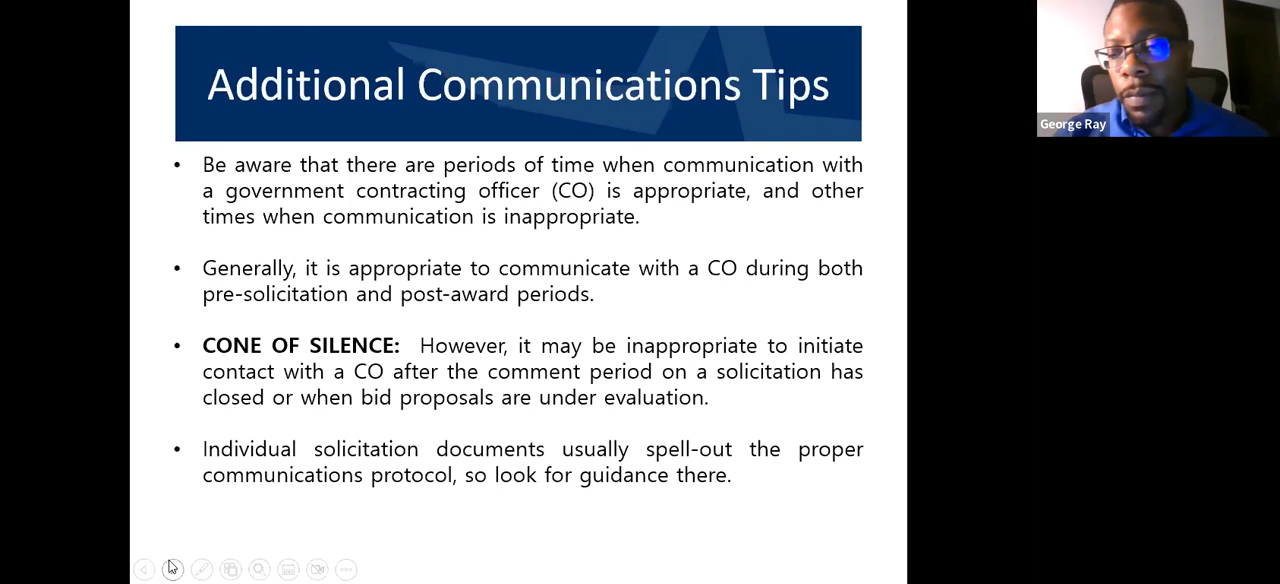 Additional Communications Tips
George Ray
• Be aware that there are periods of time when communication with
a government contracting officer (CO) is appropriate, and other
times when communication is inappropriate.
• Generally, it is appropriate to communicate with a CO during both
pre-solicitation and post-award periods.
• CONE OF SILENCE: However, it may be inappropriate to initiate
contact with a CO after the comment period on a solicitation has
closed or when bid proposals are under evaluation.
• Individual solicitation documents usually spell-out the proper
communications protocol, so look for guidance there.